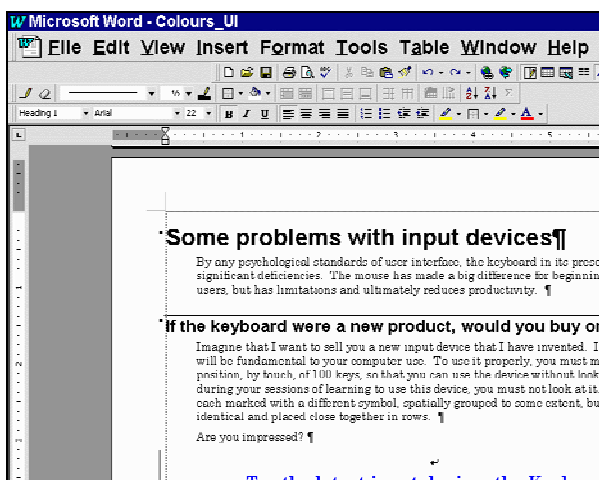 Microsoft Word - Colours_UI
File Edit View Insert Format Tools Table Window Help
Heading 1 Arial 22 B I U
Some problems with input devices¶
By any psychological standards of user interface, the keyboard in its
significant deficiencies. The mouse has made a big difference for
users, but has limitations and ultimately reduces productivity. ¶
If the keyboard were a new product, would you buy
Imagine that I want to sell you a new input device that I have invented. I
will be fundamental to your computer use. To use it properly, you must
position, by touch, of 100 keys, so that you can use the device without
during your sessions of learning to use this device, you must not look at it.
each marked with a different symbol, spatially grouped to some extent,
identical and placed close together in rows. ¶
Are you impressed? ¶